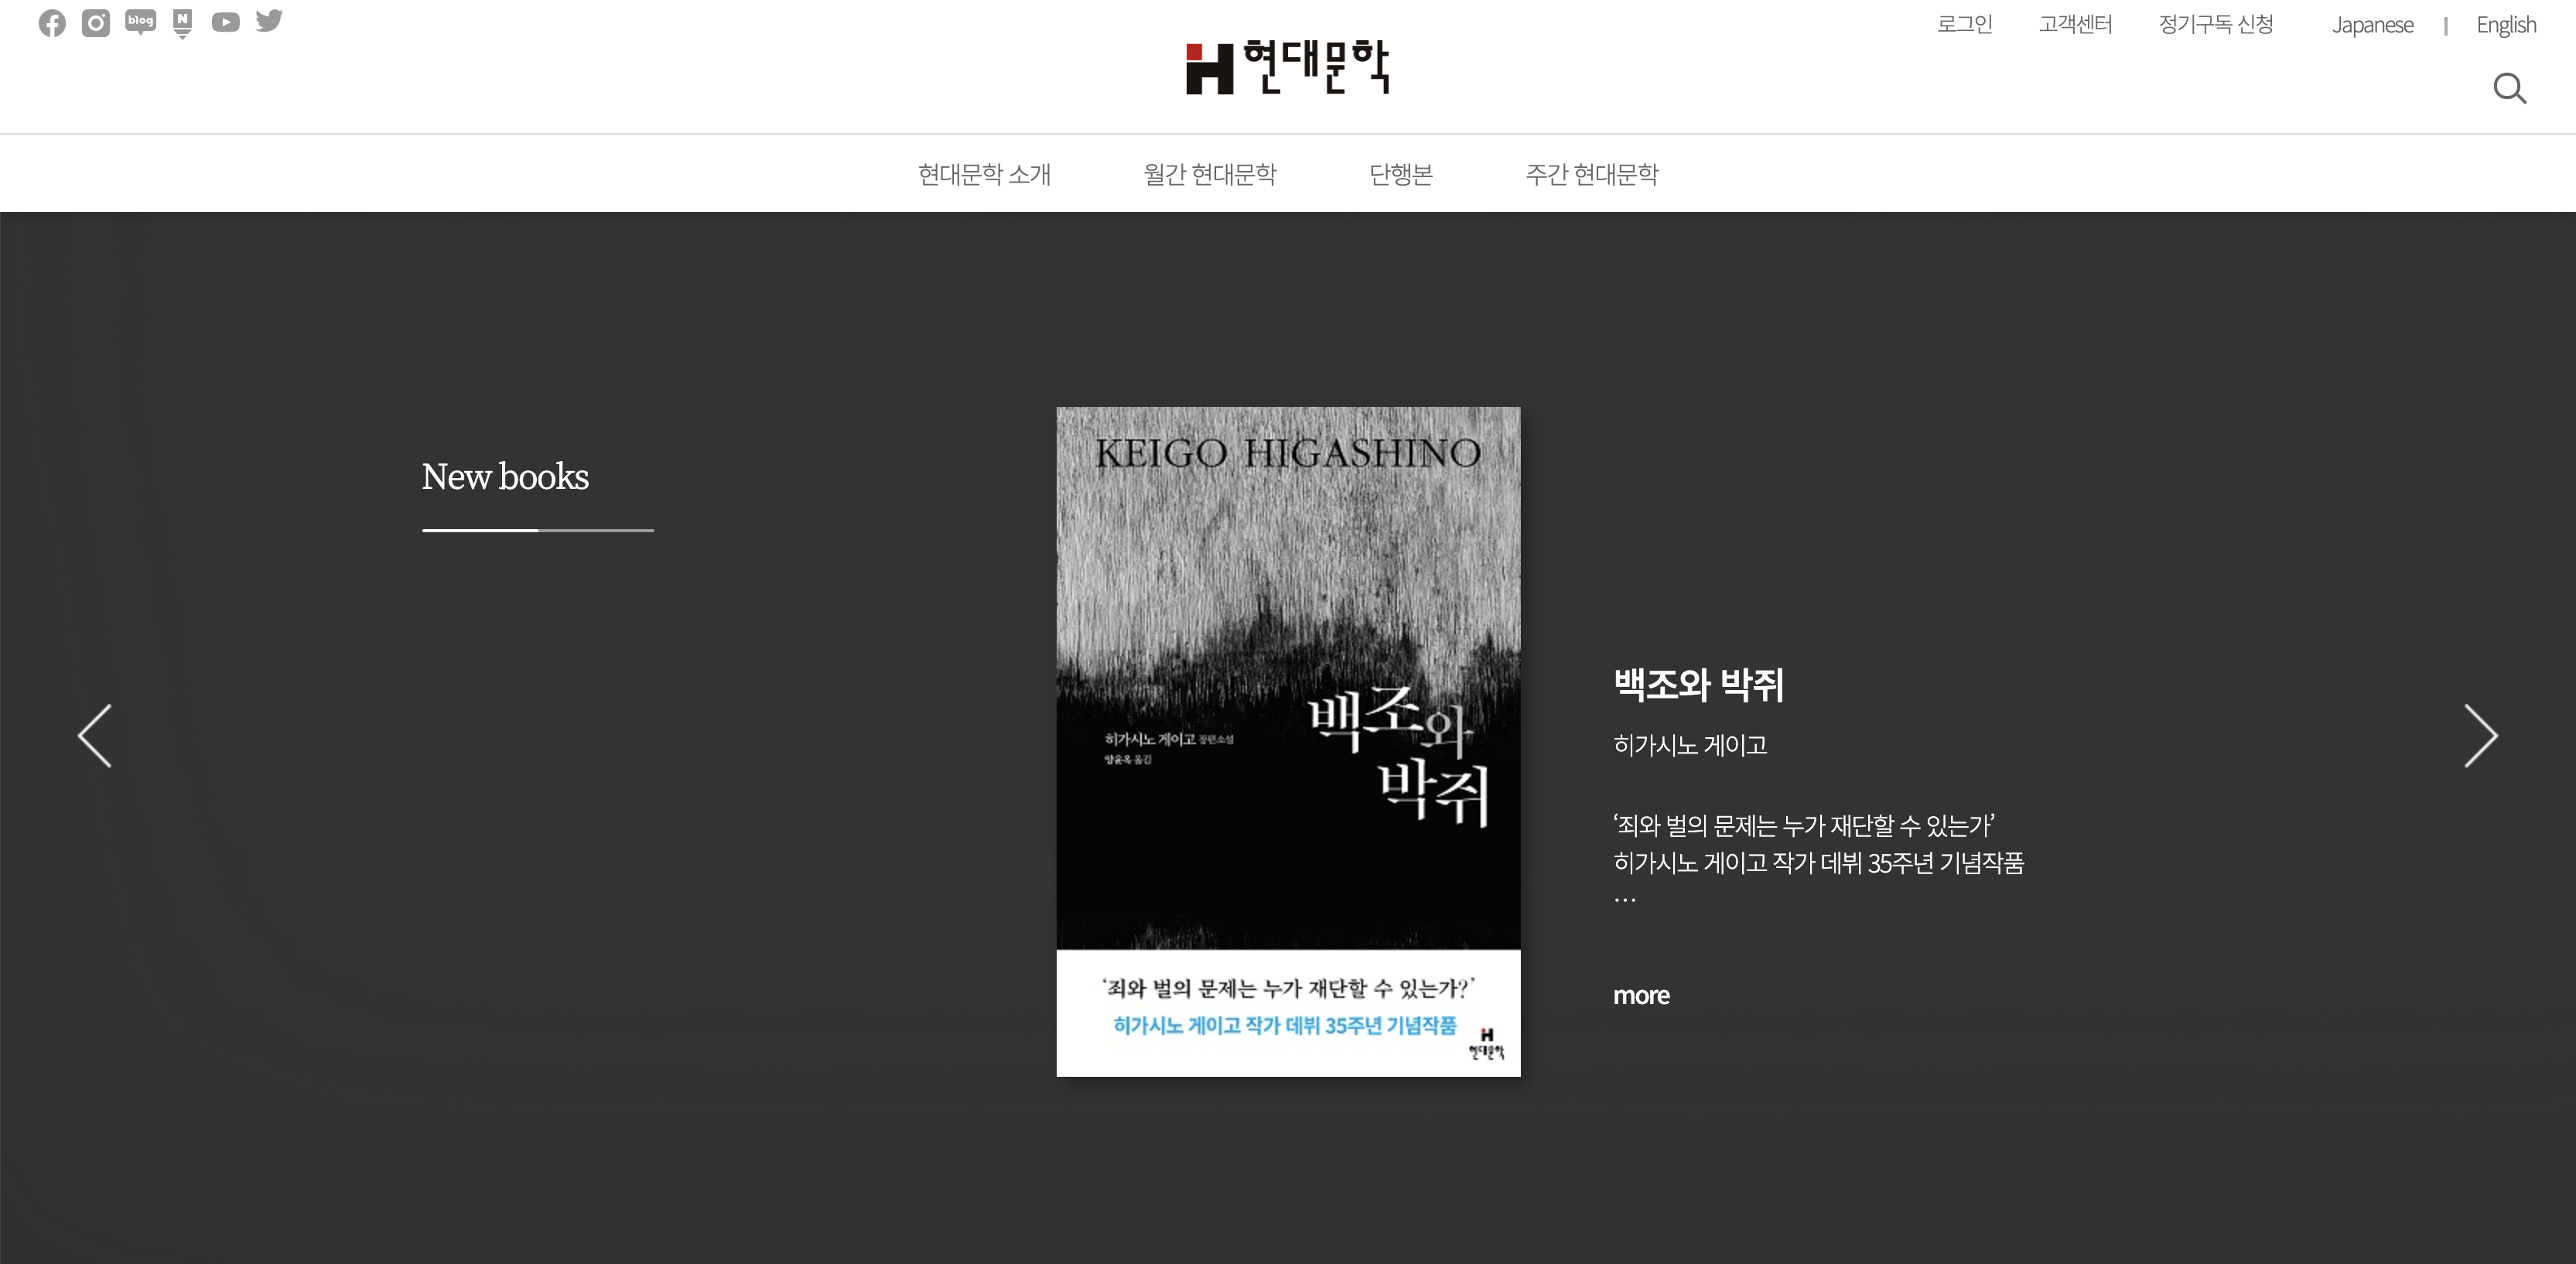 blog
N
로그인 고객센터 정기구독 신청 Japanese | English
현대문학
현대문학 소개 월간 현대문학 단행본 주간 현대문학
New books
KEIGO HIGASHINO
백조와
박쥐
히가시노 게이고 장편소설
양윤옥 옮김
‘죄와 벌의 문제는 누가 재단할 수 있는가?’
히가시노 게이고 작가 데뷔 35주년 기념작품
현대문학
백조와 박쥐
히가시노 게이고
‘죄와 벌의 문제는 누가 재단할 수 있는가’
히가시노 게이고 작가 데뷔 35주년 기념작품
…
more